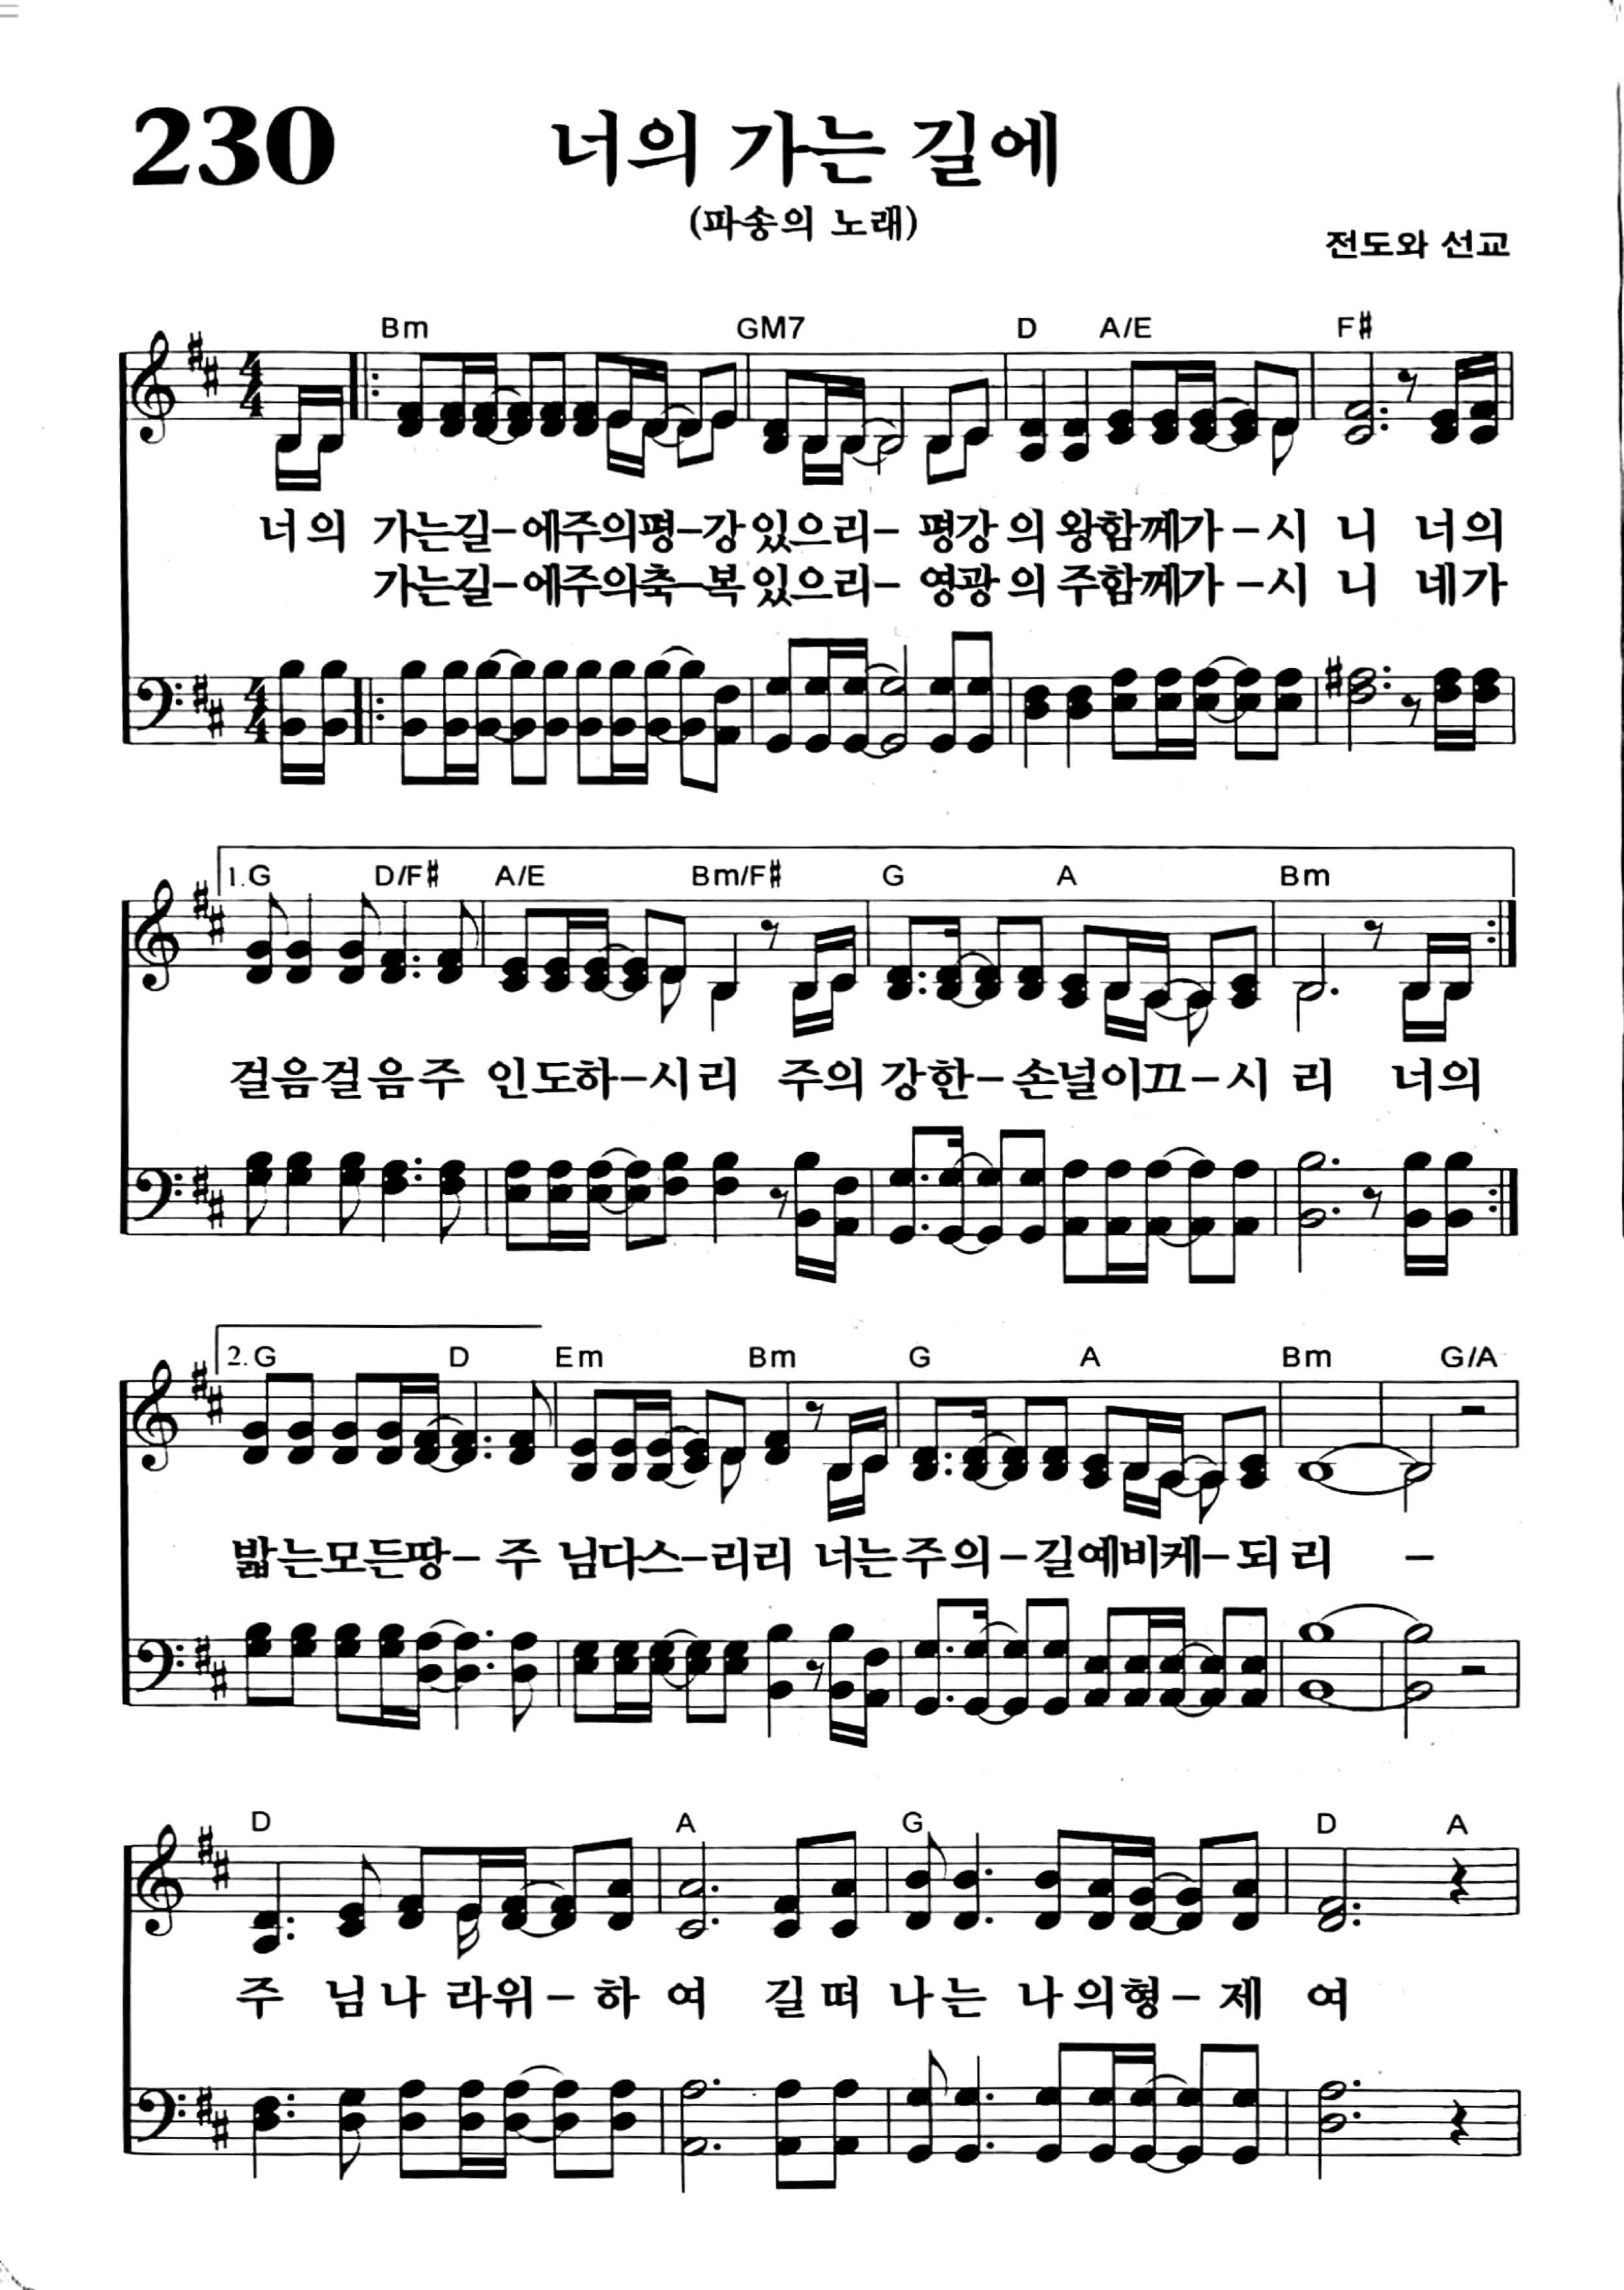 230
너의 가는 길에
(파송의 노래)
전도와 선교
Bm GM7 D A/E F#
너의 가는길-에주의평-강있으리- 평강의왕함께가-시 니 너의
가는길-에주의축-복있으리- 영광의주함께가-시 니 네가
1. G D/F# A/E Bm/F# G A Bm
걸음걸음주 인도하-시리 주의강한-손널이끄-시 리 너의
2. G D Em Bm G A Bm G/A
밟는모든땅-주 님다스-리리 너는주의-길예비케-되리 -
D A G D A
주 님나 라위-하 여 길떠 나는 나의형-제 여